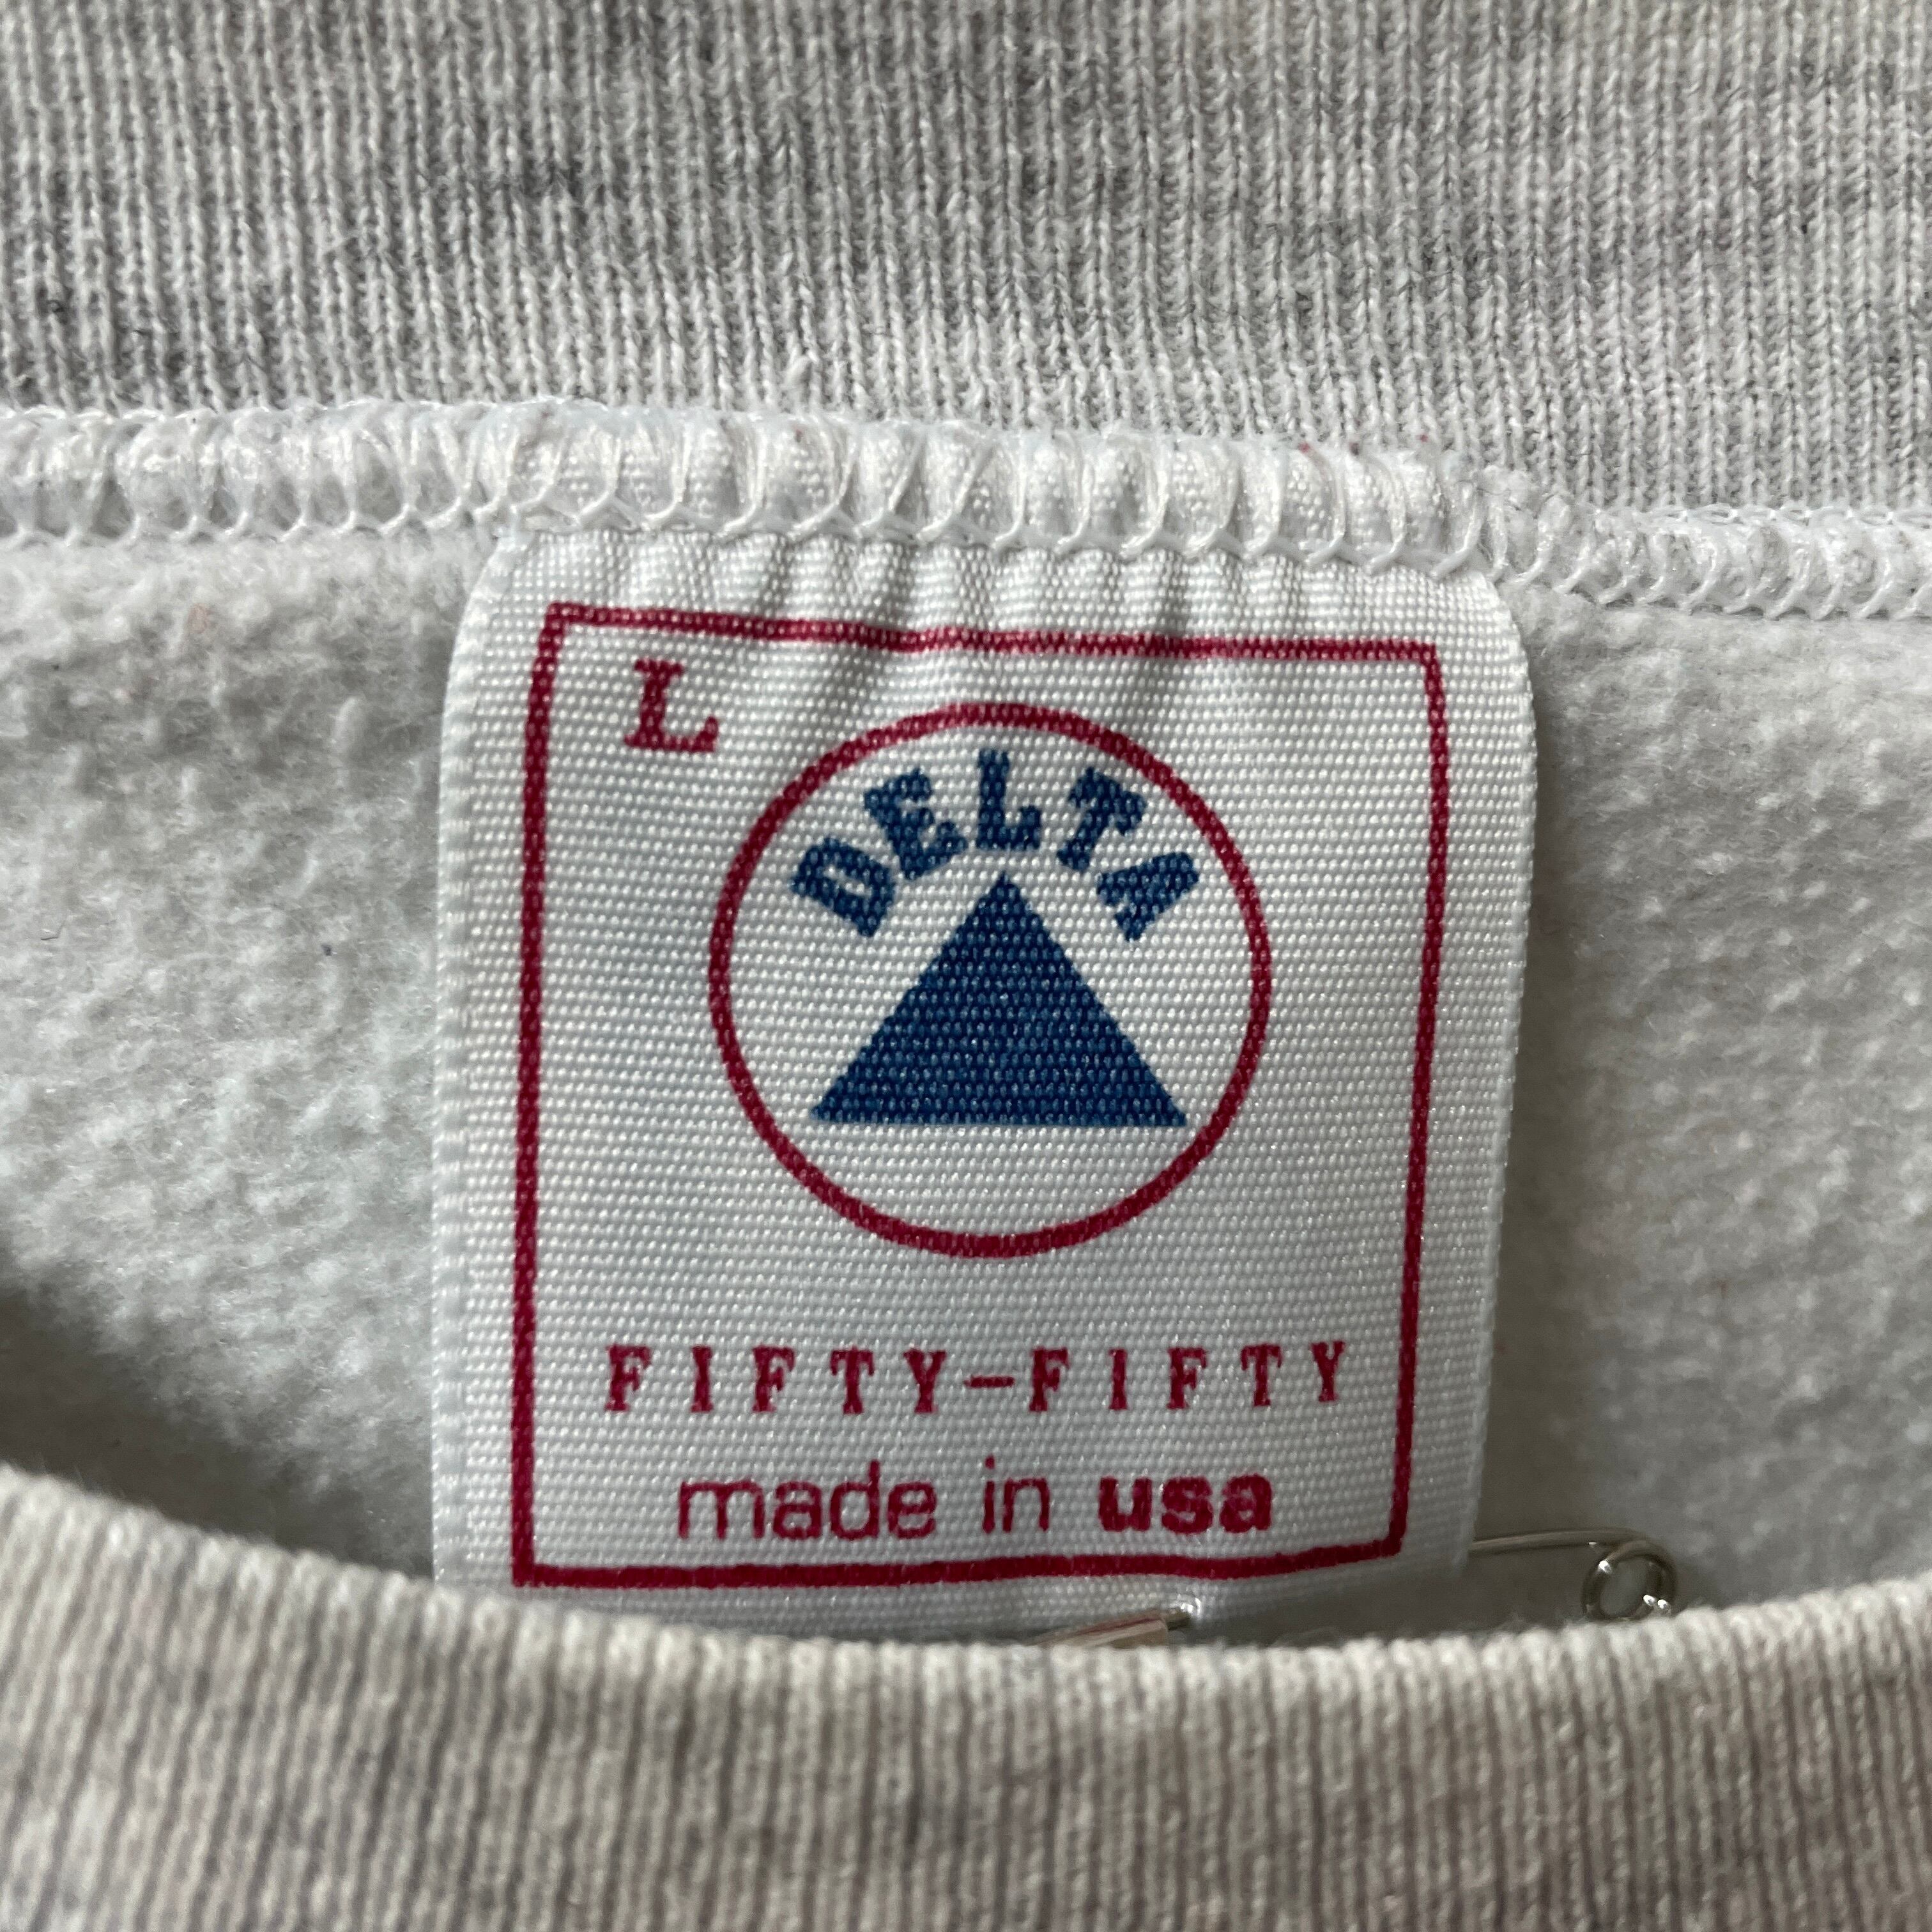 L
DELTA
FIFTY-FIFTY
made in usa